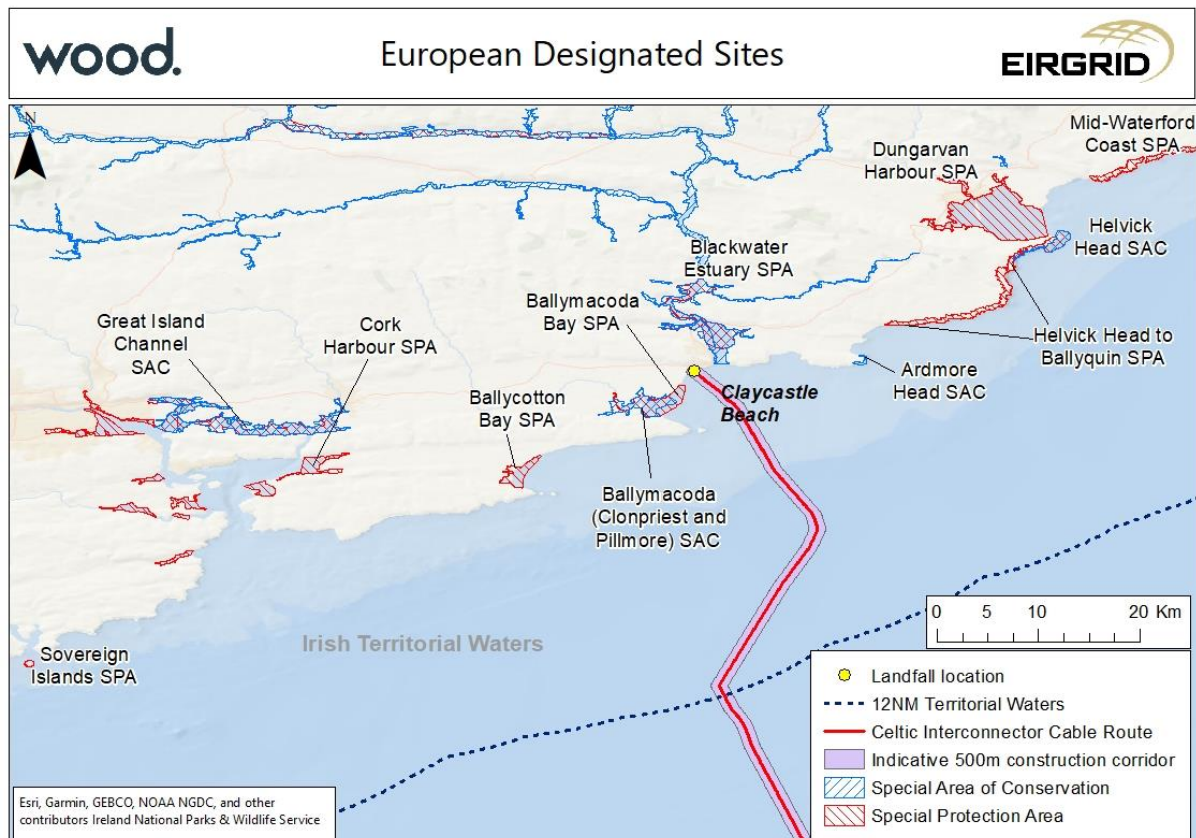 wood.
European Designated Sites
EIRGRID
N
Mid-Waterford
Coast SPA
Dungarvan
Harbour SPA
Helvick
Head SAC
Blackwater
Estuary SPA
Ballymacoda
Bay SPA
Great Island
Channel
SAC
Cork
Harbour SPA
Helvick Head to
Ballyquin SPA
Ardmore
Head SAC
Claycastle
Beach
Ballycotton
Bay SPA
Ballymacoda
(Clonpriest and
Pillmore) SAC
Irish Territorial Waters
Sovereign
Islands SPA
0 5 10 20 Km
Landfall location
12NM Territorial Waters
Celtic Interconnector Cable Route
Indicative 500m construction corridor
Special Area of Conservation
Special Protection Area
Esri, Garmin, GEBCO, NOAA NGDC, and other
contributors Ireland National Parks & Wildlife Service